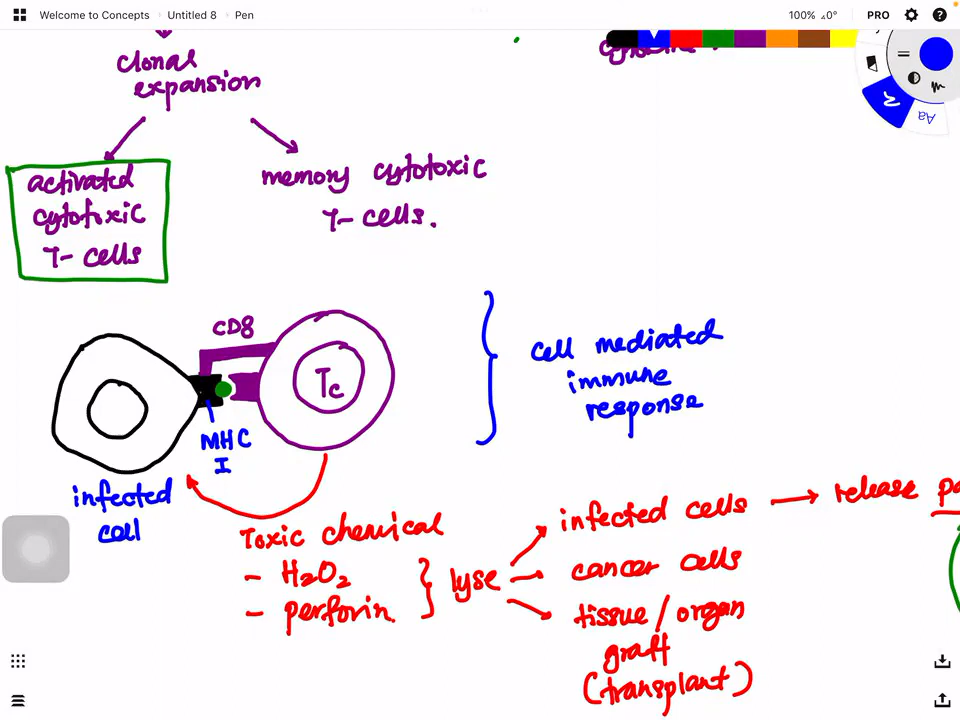 Welcome to Concepts
Untitled 8
Pen
100%
0°
PRO
?
clonal
expansion
activated
cytotoxic
T- cells
memory cytotoxic
T- cells.
CD8
Tc
MHC
I
infected
cell
cell mediated
immune
response
Toxic chemical
- H2O2
- perforin
lyse
infected cells
release
cancer cells
tissue / organ
graft
(transplant)
Aa